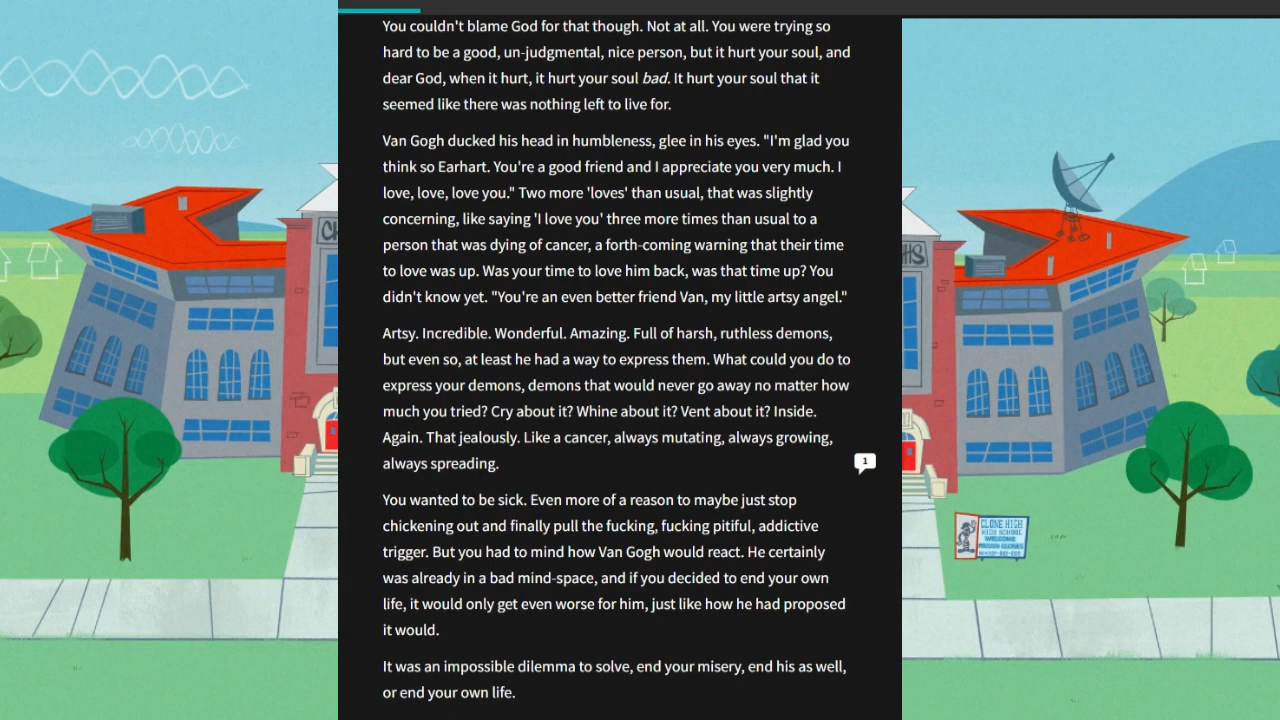 You couldn't blame God for that though. Not at all. You were trying so
hard to be a good, un-judgmental, nice person, but it hurt your soul, and
dear God, when it hurt, it hurt your soul bad. It hurt your soul that it
seemed like there was nothing left to live for.
Van Gogh ducked his head in humbleness, glee in his eyes. "I'm glad you
think so Earhart. You're a good friend and I appreciate you very much. I
love, love, love you." Two more 'loves' than usual, that was slightly
concerning, like saying 'I love you' three more times than usual to a
person that was dying of cancer, a forth-coming warning that their time
to love was up. Was your time to love him back, was that time up? You
didn't know yet. "You're an even better friend Van, my little artsy angel."
Artsy. Incredible. Wonderful. Amazing. Full of harsh, ruthless demons,
but even so, at least he had a way to express them. What could you do to
express your demons, demons that would never go away no matter how
much you tried? Cry about it? Whine about it? Vent about it? Inside.
Again. That jealously. Like a cancer, always mutating, always growing,
always spreading.
1
You wanted to be sick. Even more of a reason to maybe just stop
chickening out and finally pull the fucking, fucking pitiful, addictive
trigger. But you had to mind how Van Gogh would react. He certainly
was already in a bad mind-space, and if you decided to end your own
life, it would only get even worse for him, just like how he had proposed
it would.
It was an impossible dilemma to solve, end your misery, end his as well,
or end your own life.
CLONE HIGH
HIGH SCHOOL
WELCOME